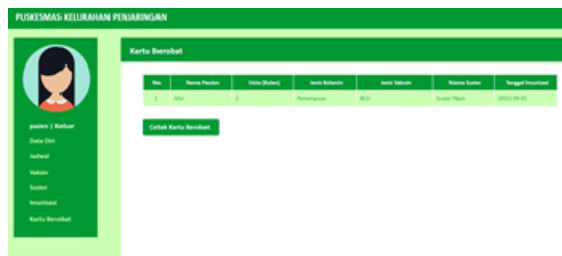 PUSKESMAS KELURAHAN PENJARINGAN
Kartu Berobat
No Nama Pasien Usia (Bulan) Jenis Kelamin Jenis Vaksin Nama Suster Tanggal Imunisasi
1 2 Perempuan BCG Suster
pasien | Keluar
Data Diri
Jadwal
Vaksin
Suster
Imunisasi
Kartu Berobat
Cetak Kartu Berobat